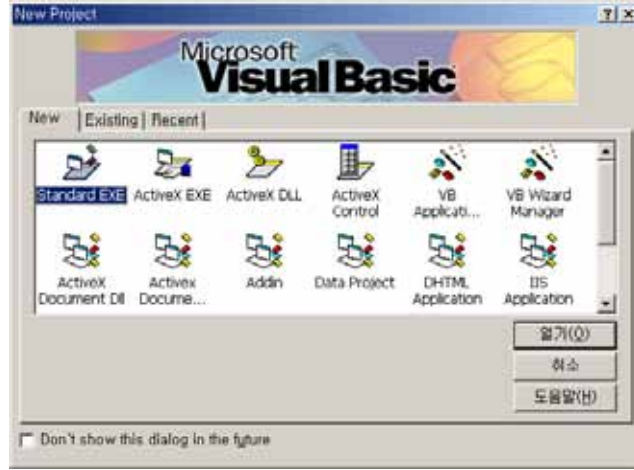 New Project
Microsoft
Visual Basic
New
Existing
Recent
Standard EXE
ActiveX EXE
ActiveX DLL
ActiveX
Control
VB
Applicati...
VB Wizard
Manager
ActiveX
Document Dll
Activex
Docume...
Addin
Data Project
DHTML
Application
IIS
Application
열기(O)
취소
도움말(H)
Don't show this dialog in the future